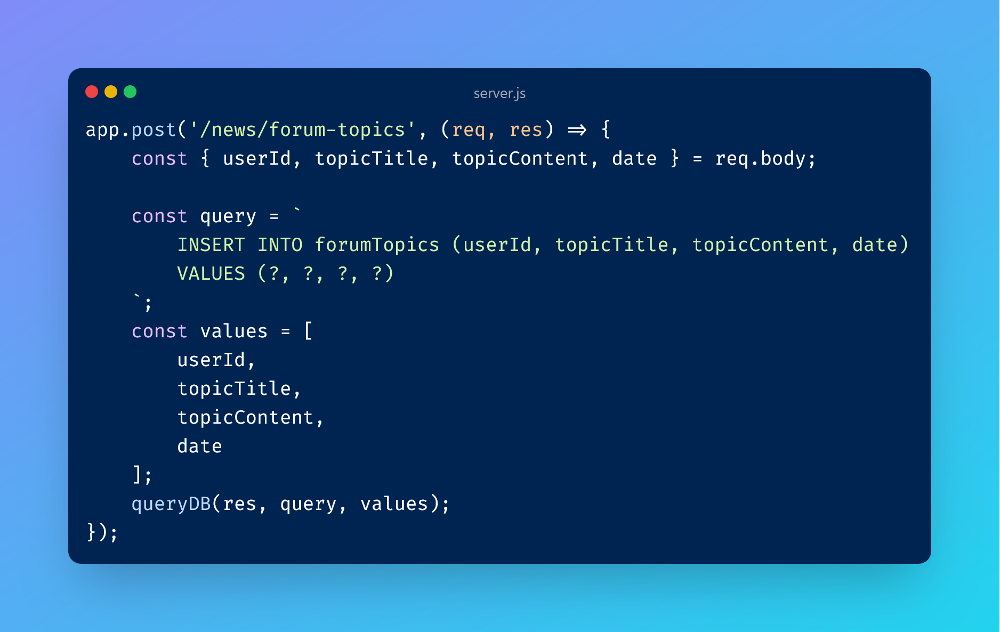 server.js
app.post('/news/forum-topics', (req, res) => {
    const { userId, topicTitle, topicContent, date } = req.body;

    const query = `
        INSERT INTO forumTopics (userId, topicTitle, topicContent, date)
        VALUES (?, ?, ?, ?)
    `;
    const values = [
        userId,
        topicTitle,
        topicContent,
        date
    ];
    queryDB(res, query, values);
});